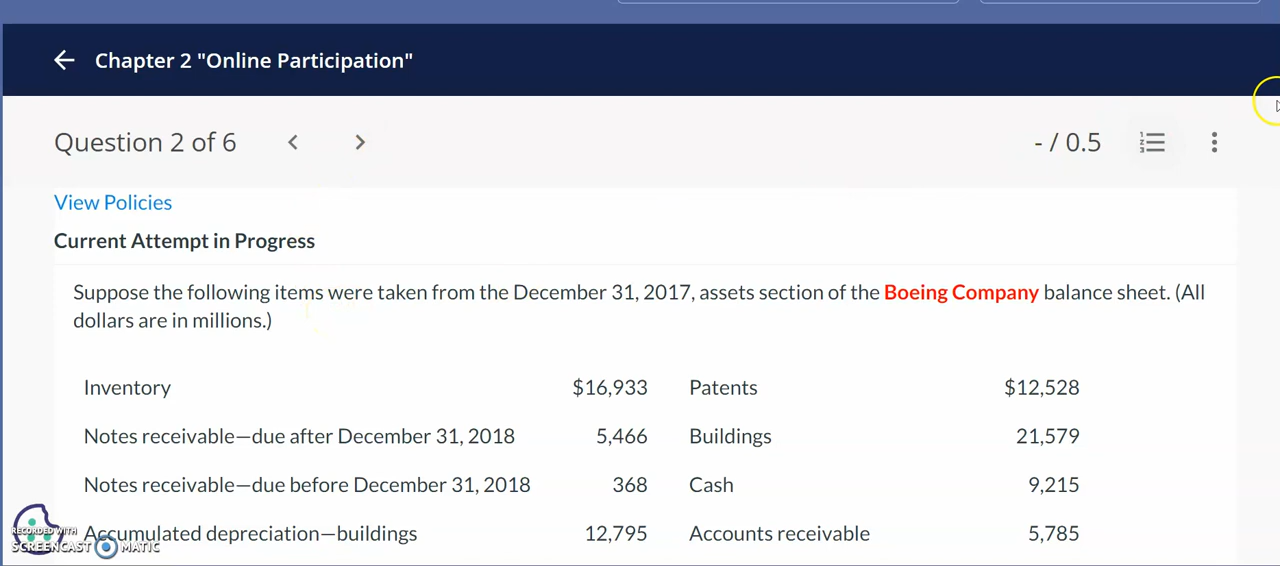 Chapter 2 "Online Participation"
Question 2 of 6
- / 0.5
View Policies
Current Attempt in Progress
Suppose the following items were taken from the December 31, 2017, assets section of the Boeing Company balance sheet. (All
dollars are in millions.)
Inventory $16,933 Patents $12,528
Notes receivable—due after December 31, 2018 5,466 Buildings 21,579
Notes receivable—due before December 31, 2018 368 Cash 9,215
Accumulated depreciation—buildings 12,795 Accounts receivable 5,785
RECORDED WITH
SCREENCAST MATIC